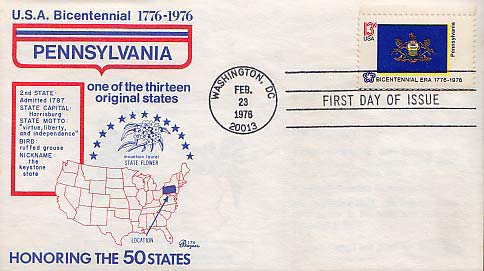 U.S.A. Bicentennial 1776-1976
PENNSYLVANIA
one of the thirteen
original states
2nd STATE:
Admitted 1787
STATE CAPITAL:
Harrisburg
STATE MOTTO:
"virtue, liberty,
and independence"
BIRD:
ruffed grouse
NICKNAME:
the
keystone
state
mountain laurel
STATE FLOWER
LOCATION
HONORING THE 50 STATES
WASHINGTON, DC
FEB.
23
1976
20013
FIRST DAY OF ISSUE
13c
USA
Pennsylvania
BICENTENNIAL ERA 1776-1976